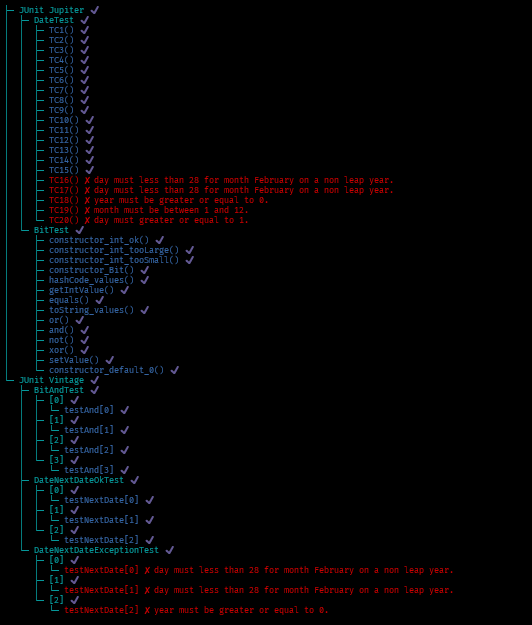 JUnit Jupiter ✔
DateTest ✔
TC1() ✔
TC2() ✔
TC3() ✔
TC4() ✔
TC5() ✔
TC6() ✔
TC7() ✔
TC8() ✔
TC9() ✔
TC10() ✔
TC11() ✔
TC12() ✔
TC13() ✔
TC14() ✔
TC15() ✔
TC16() ✘ day must less than 28 for month February on a non leap year.
TC17() ✘ day must less than 28 for month February on a non leap year.
TC18() ✘ year must be greater or equal to 0.
TC19() ✘ month must be between 1 and 12.
TC20() ✘ day must greater or equal to 1.
BitTest ✔
constructor_int_ok() ✔
constructor_int_tooLarge() ✔
constructor_int_tooSmall() ✔
constructor_Bit() ✔
hashCode_values() ✔
getIntValue() ✔
equals() ✔
toString_values() ✔
or() ✔
and() ✔
not() ✔
xor() ✔
setValue() ✔
constructor_default_0() ✔
JUnit Vintage ✔
BitAndTest ✔
[0] ✔
testAnd[0] ✔
[1] ✔
testAnd[1] ✔
[2] ✔
testAnd[2] ✔
[3] ✔
testAnd[3] ✔
DateNextDateOkTest ✔
[0] ✔
testNextDate[0] ✔
[1] ✔
testNextDate[1] ✔
[2] ✔
testNextDate[2] ✔
DateNextDateExceptionTest ✔
[0] ✔
testNextDate[0] ✘ day must less than 28 for month February on a non leap year.
[1] ✔
testNextDate[1] ✘ day must less than 28 for month February on a non leap year.
[2] ✔
testNextDate[2] ✘ year must be greater or equal to 0.